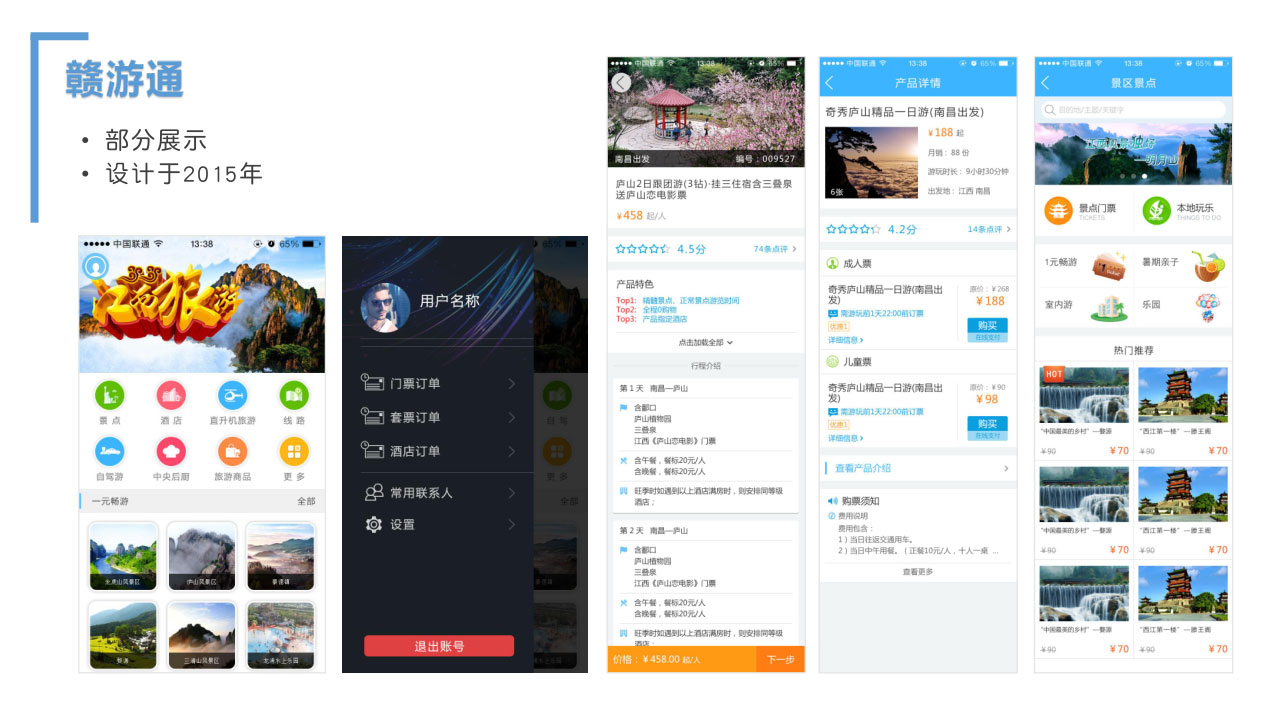 赣游通
• 部分展示
• 设计于2015年
中国联通 13:38 65%
江西旅游
景 点
酒 店
直升机旅游
线 路
自驾游
中央后厨
旅游商品
更 多
一元畅游
全部
庐山风景区
景德镇
婺源
三清山风景区
65%
用户名称
门票订单
套票订单
酒店订单
常用联系人
设置
退出账号
自 驾
更 多
全部
中国联通 13:38 65%
南昌出发
编号：009527
庐山2日跟团游(3钻)·挂三住宿含三叠泉
送庐山恋电影票
¥458 起/人
4.5分
74条点评
产品特色
Top1: 精髓景点、正常景点游览时间
Top2: 全程0购物
Top3: 产品指定酒店
点击加载全部
行程介绍
第 1 天 南昌—庐山
含鄱口
庐山植物园
三叠泉
江西《庐山恋电影》门票
含午餐，餐标20元/人
含晚餐，餐标20元/人
旺季时如遇到以上酒店满房时，则安排同等级
酒店；
第 2 天 南昌—庐山
含鄱口
庐山植物园
三叠泉
江西《庐山恋电影》门票
含午餐，餐标20元/人
含晚餐，餐标20元/人
旺季时如遇到以上酒店满房时，则安排同等级
酒店；
价格：¥458.00 起/人
下一步
中国联通 13:38 65%
产品详情
奇秀庐山精品一日游(南昌出发)
¥188 起
月销：88 份
游玩时长：9小时30分钟
出发地：江西 南昌
6张
4.2分
14条点评
成人票
奇秀庐山精品一日游(南昌出
发)
原价：¥268
¥188
需游玩前1天22:00前订票
优惠1
购买
在线支付
详细信息
儿童票
奇秀庐山精品一日游(南昌出
发)
原价：¥90
¥98
需游玩前1天22:00前订票
优惠1
购买
在线支付
详细信息
查看产品介绍
购票须知
费用说明
费用包含：
1）当日往返交通用车。
2）当日中午用餐。（正餐10元/人，十人一桌 ...
查看更多
中国联通 13:38 65%
景区景点
目的地/主题/关键字
江西风景独好
—明月山
景点门票
TICKETS
本地玩乐
THINGS TO DO
1元畅游
暑期亲子
室内游
乐园
热门推荐
HOT
"中国最美的乡村" —婺源
"西江第一楼" —滕王阁
¥90 ¥70
¥90 ¥70
"中国最美的乡村" —婺源
"西江第一楼" —滕王阁
¥90 ¥70
¥90 ¥70
"中国最美的乡村" —婺源
"西江第一楼" —滕王阁
¥90 ¥70
¥90 ¥70